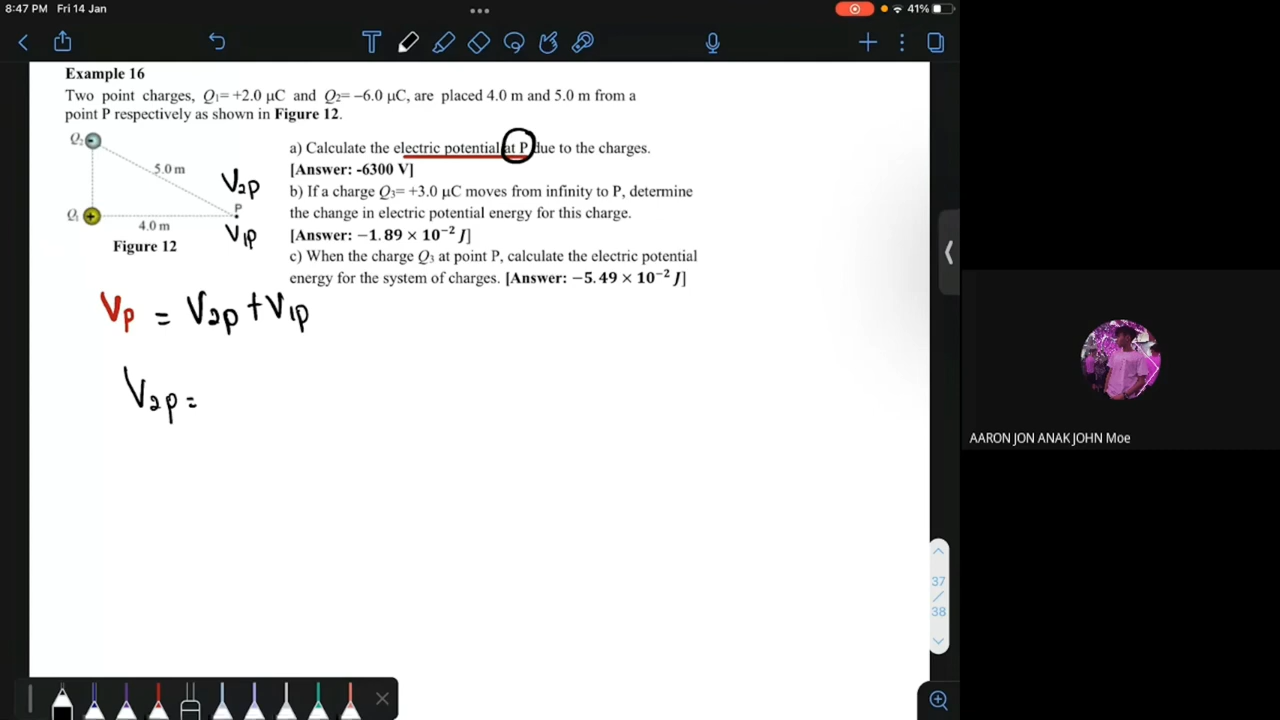 8:47 PM Fri 14 Jan
41%
T
Example 16
Two point charges, Q1= +2.0 μC and Q2= −6.0 μC, are placed 4.0 m and 5.0 m from a
point P respectively as shown in Figure 12.
Q2
5.0 m
V2p
P
Q1
4.0 m
V1p
Figure 12
a) Calculate the electric potential at P due to the charges.
[Answer: -6300 V]
b) If a charge Q3= +3.0 μC moves from infinity to P, determine
the change in electric potential energy for this charge.
[Answer: −1.89 × 10⁻² J]
c) When the charge Q3 at point P, calculate the electric potential
energy for the system of charges. [Answer: −5.49 × 10⁻² J]
Vp = V2p + V1p
V2p =
37
/
38
AARON JON ANAK JOHN Moe